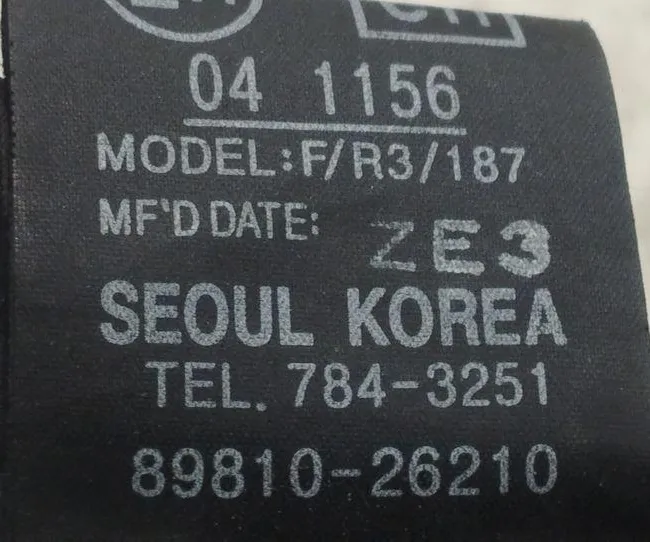 04 1156
MODEL:F/R3/187
MF'D DATE: ZE3
SEOUL KOREA
TEL. 784-3251
89810-26210